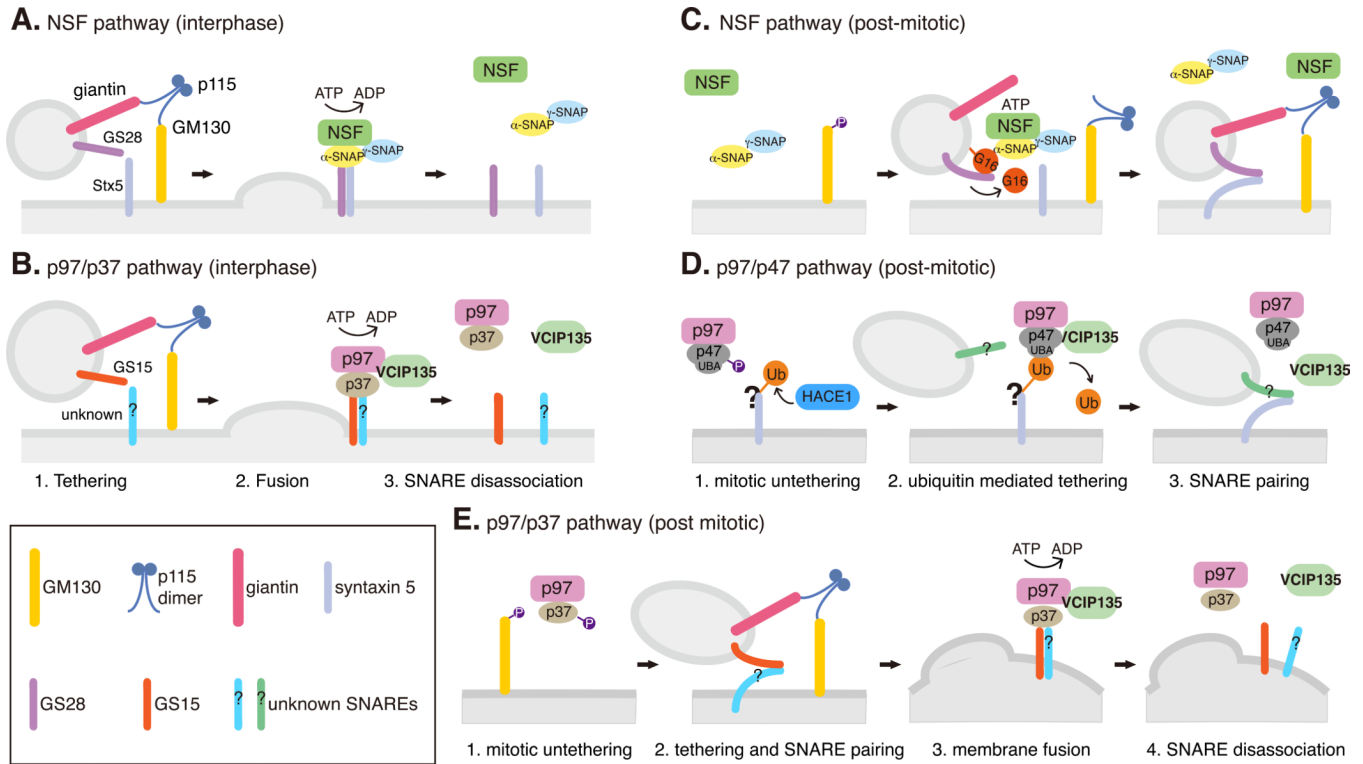 A. NSF pathway (interphase)
giantin
p115
GS28
GM130
Stx5
ATP ADP
NSF
α-SNAP
γ-SNAP
NSF
γ-SNAP
α-SNAP
C. NSF pathway (post-mitotic)
NSF
P
γ-SNAP
α-SNAP
ATP
NSF
α-SNAP
γ-SNAP
G16
G16
γ-SNAP
α-SNAP
NSF
B. p97/p37 pathway (interphase)
GS15
unknown
?
ATP ADP
p97
VCIP135
p37
?
p97
p37
VCIP135
?
1. Tethering
2. Fusion
3. SNARE disassociation
D. p97/p47 pathway (post-mitotic)
p97
p47
UBA
P
Ub
?
HACE1
?
p97
p47
UBA
VCIP135
Ub
?
Ub
p97
p47
UBA
VCIP135
?
1. mitotic untethering
2. ubiquitin mediated tethering
3. SNARE pairing
GM130
p115
dimer
giantin
syntaxin 5
GS28
GS15
? ? unknown SNAREs
E. p97/p37 pathway (post mitotic)
P
p97
p37
P
?
ATP ADP
p97
VCIP135
p37
?
p97
p37
VCIP135
?
1. mitotic untethering
2. tethering and SNARE pairing
3. membrane fusion
4. SNARE disassociation